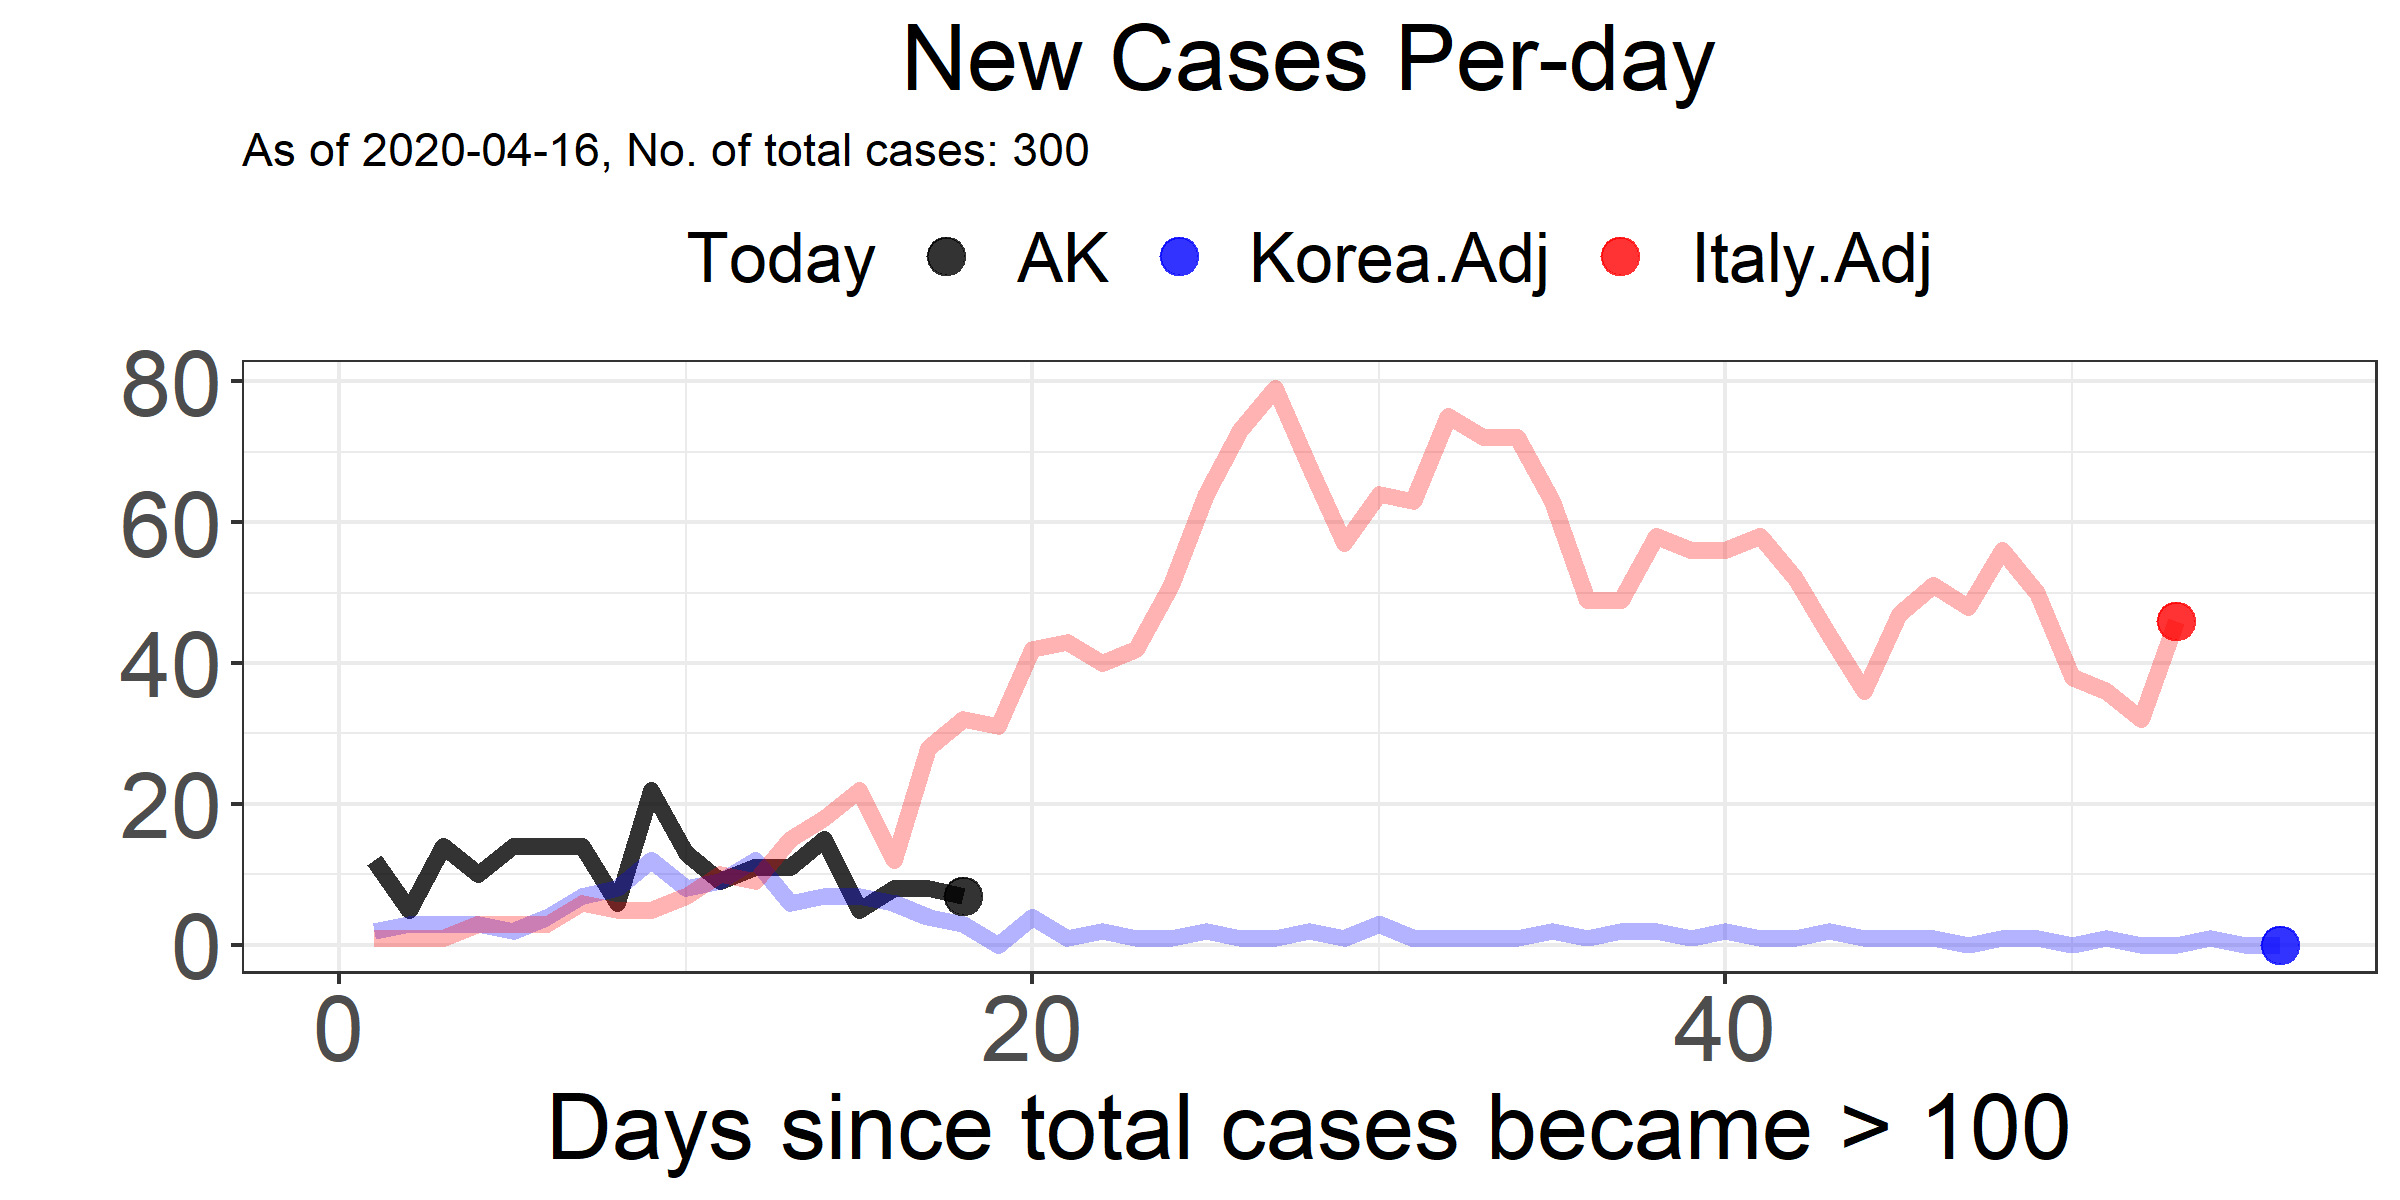 New Cases Per-day
As of 2020-04-16, No. of total cases: 300
Today AK Korea.Adj Italy.Adj
80
60
40
20
0
0 20 40
Days since total cases became > 100